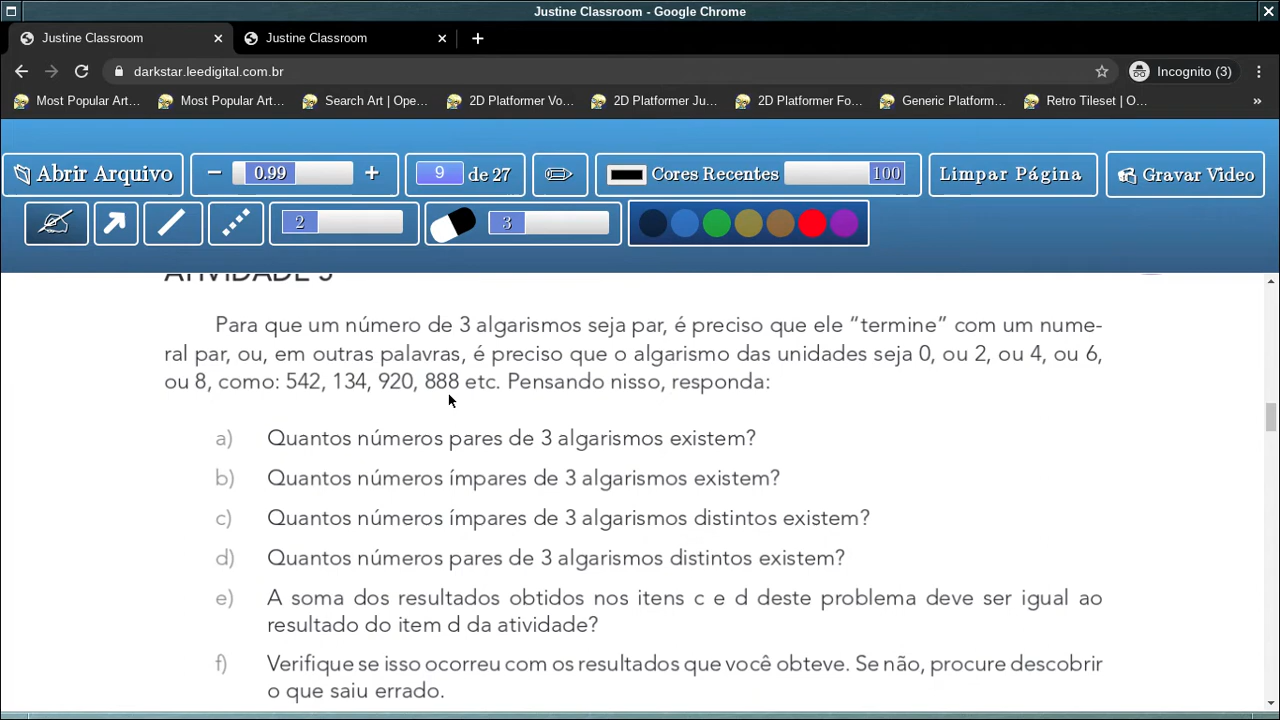 Justine Classroom - Google Chrome
Justine Classroom
Justine Classroom
darkstar.leedigital.com.br
Incognito (3)
Most Popular Art…
Most Popular Art…
Search Art | Ope…
2D Platformer Vo…
2D Platformer Ju…
2D Platformer Fo…
Generic Platform…
Retro Tileset | O…
»
Abrir Arquivo
0.99
9 de 27
Cores Recentes
100
Limpar Página
Gravar Video
2
3
ATIVIDADE 5
Para que um número de 3 algarismos seja par, é preciso que ele “termine” com um nume-
ral par, ou, em outras palavras, é preciso que o algarismo das unidades seja 0, ou 2, ou 4, ou 6,
ou 8, como: 542, 134, 920, 888 etc. Pensando nisso, responda:
a) Quantos números pares de 3 algarismos existem?
b) Quantos números ímpares de 3 algarismos existem?
c) Quantos números ímpares de 3 algarismos distintos existem?
d) Quantos números pares de 3 algarismos distintos existem?
e) A soma dos resultados obtidos nos itens c e d deste problema deve ser igual ao
resultado do item d da atividade?
f) Verifique se isso ocorreu com os resultados que você obteve. Se não, procure descobrir
o que saiu errado.